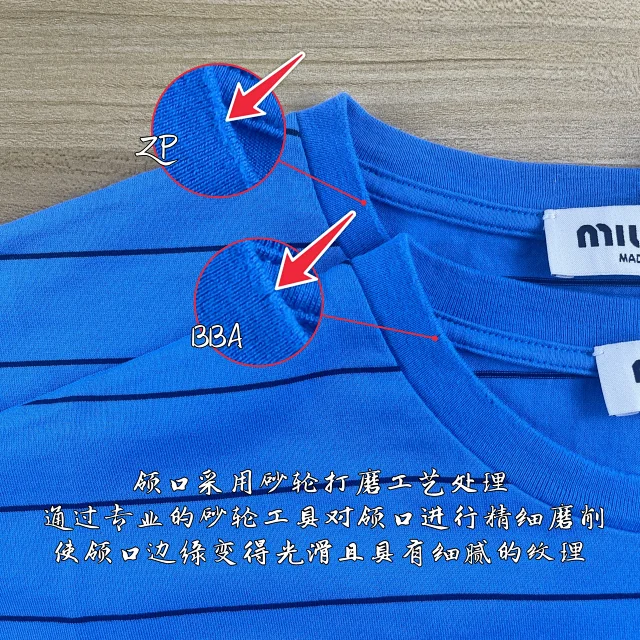 ZP
MIU
MAD
BBA
领口采用砂轮打磨工艺处理
通过专业的砂轮工具对领口进行精细磨削
使领口边缘变得光滑且具有细腻的纹理